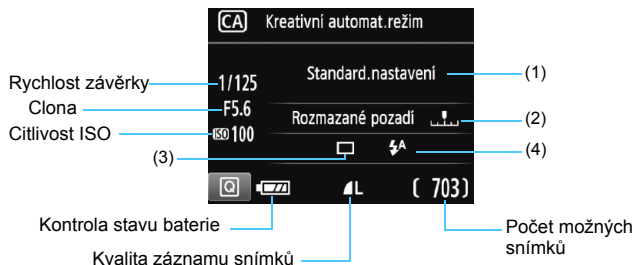 CA Kreativní automat.režim
Rychlost závěrky
1/125
Standard.nastavení
(1)
Clona
F5.6
Rozmazané pozadí
(2)
Citlivost ISO
ISO 100
(3)
A
(4)
Q
L
( 703)
Kontrola stavu baterie
Počet možných
snímků
Kvalita záznamu snímků